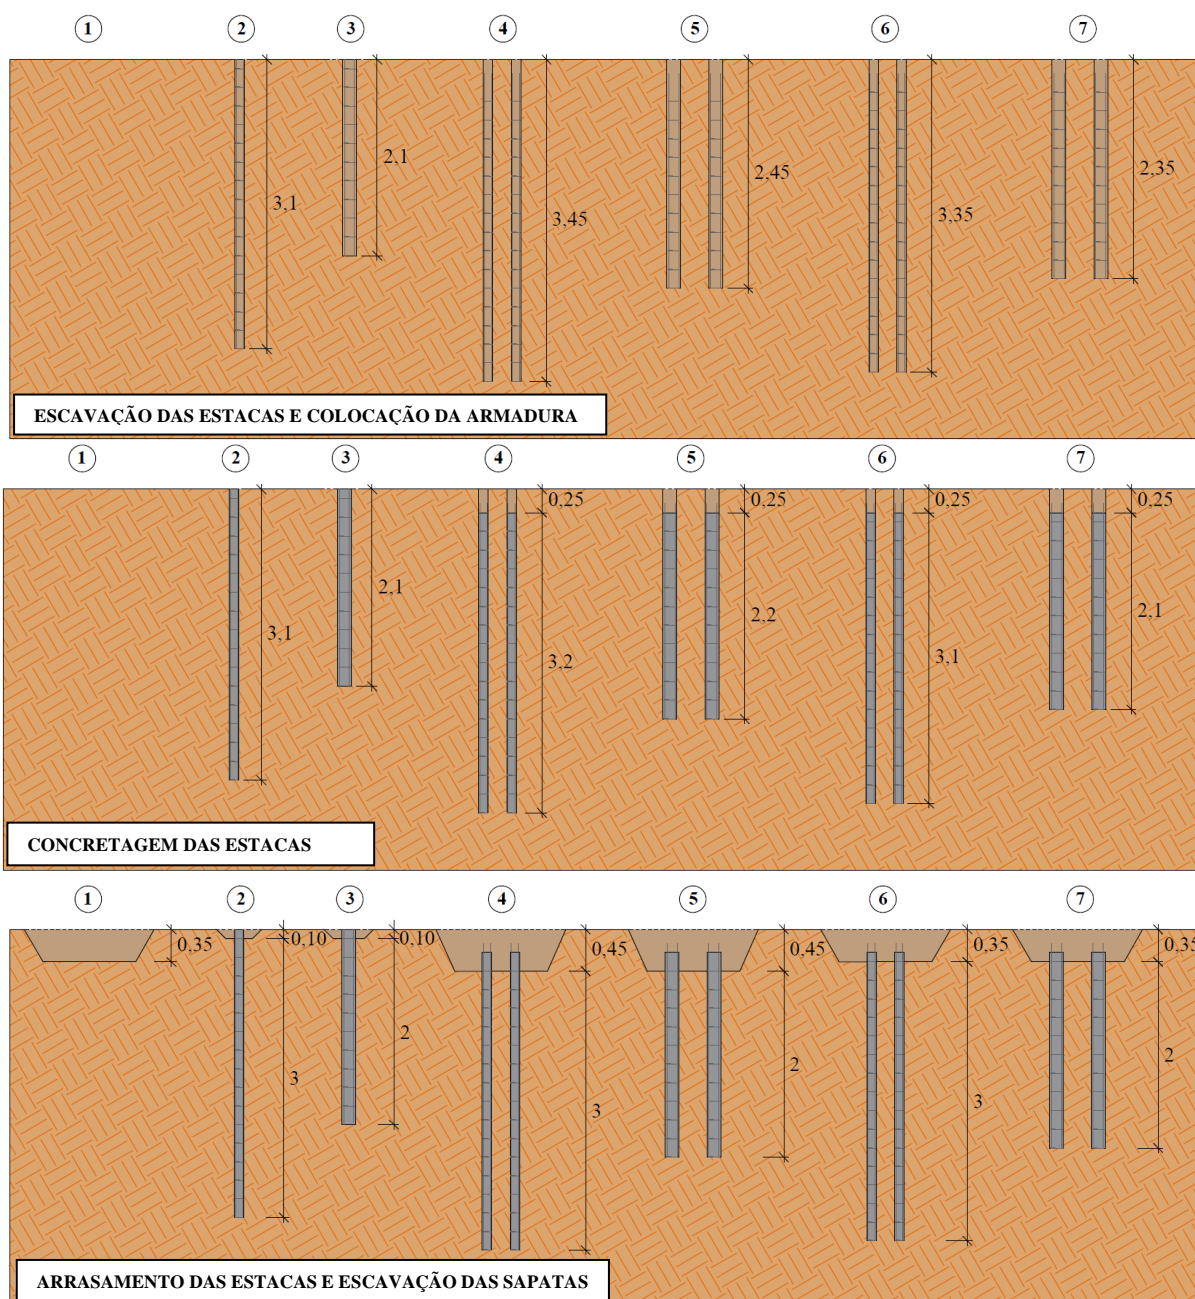 1 2 3 4 5 6 7
3,1
2,1
3,45
2,45
3,35
2,35
ESCAVAÇÃO DAS ESTACAS E COLOCAÇÃO DA ARMADURA
1 2 3 4 5 6 7
0,25 0,25 0,25 0,25
3,1
2,1
3,2
2,2
3,1
2,1
CONCRETAGEM DAS ESTACAS
1 2 3 4 5 6 7
0,35 0,10 0,10 0,45 0,45 0,35 0,35
3
2
3
2
3
2
ARRASAMENTO DAS ESTACAS E ESCAVAÇÃO DAS SAPATAS